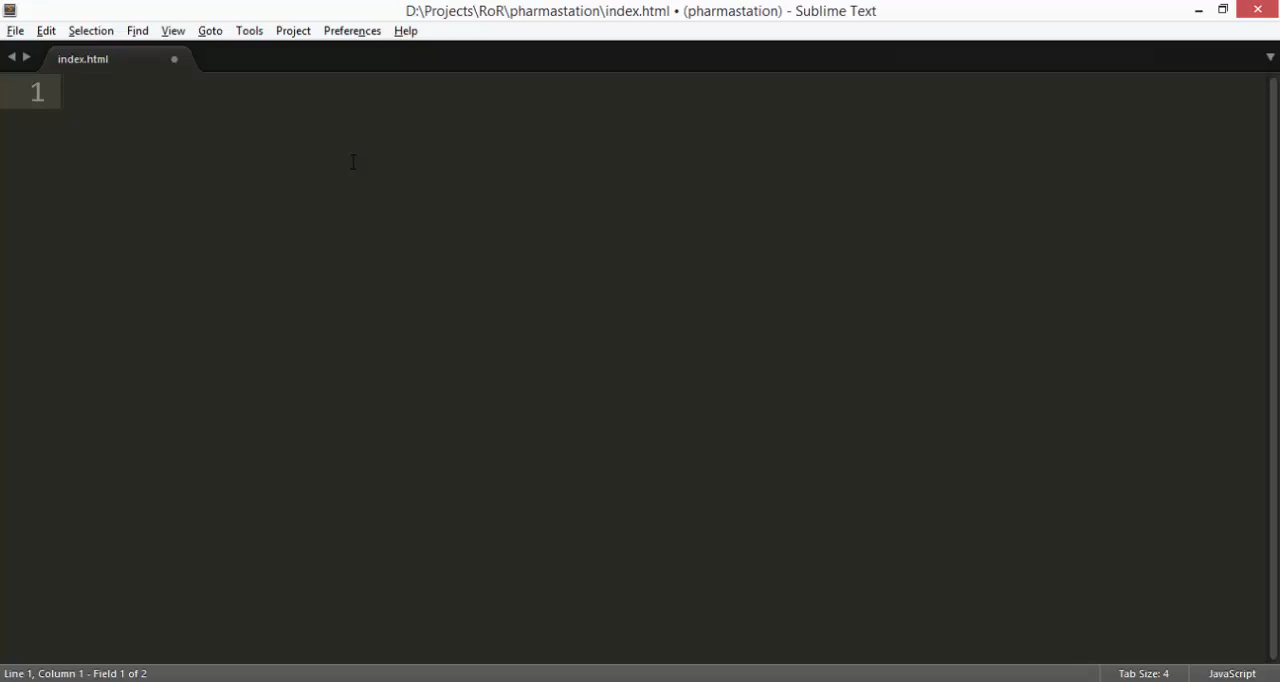 D:\Projects\RoR\pharmastation\index.html • (pharmastation) - Sublime Text
File Edit Selection Find View Goto Tools Project Preferences Help
index.html
1
Line 1, Column 1 - Field 1 of 2 Tab Size: 4 JavaScript